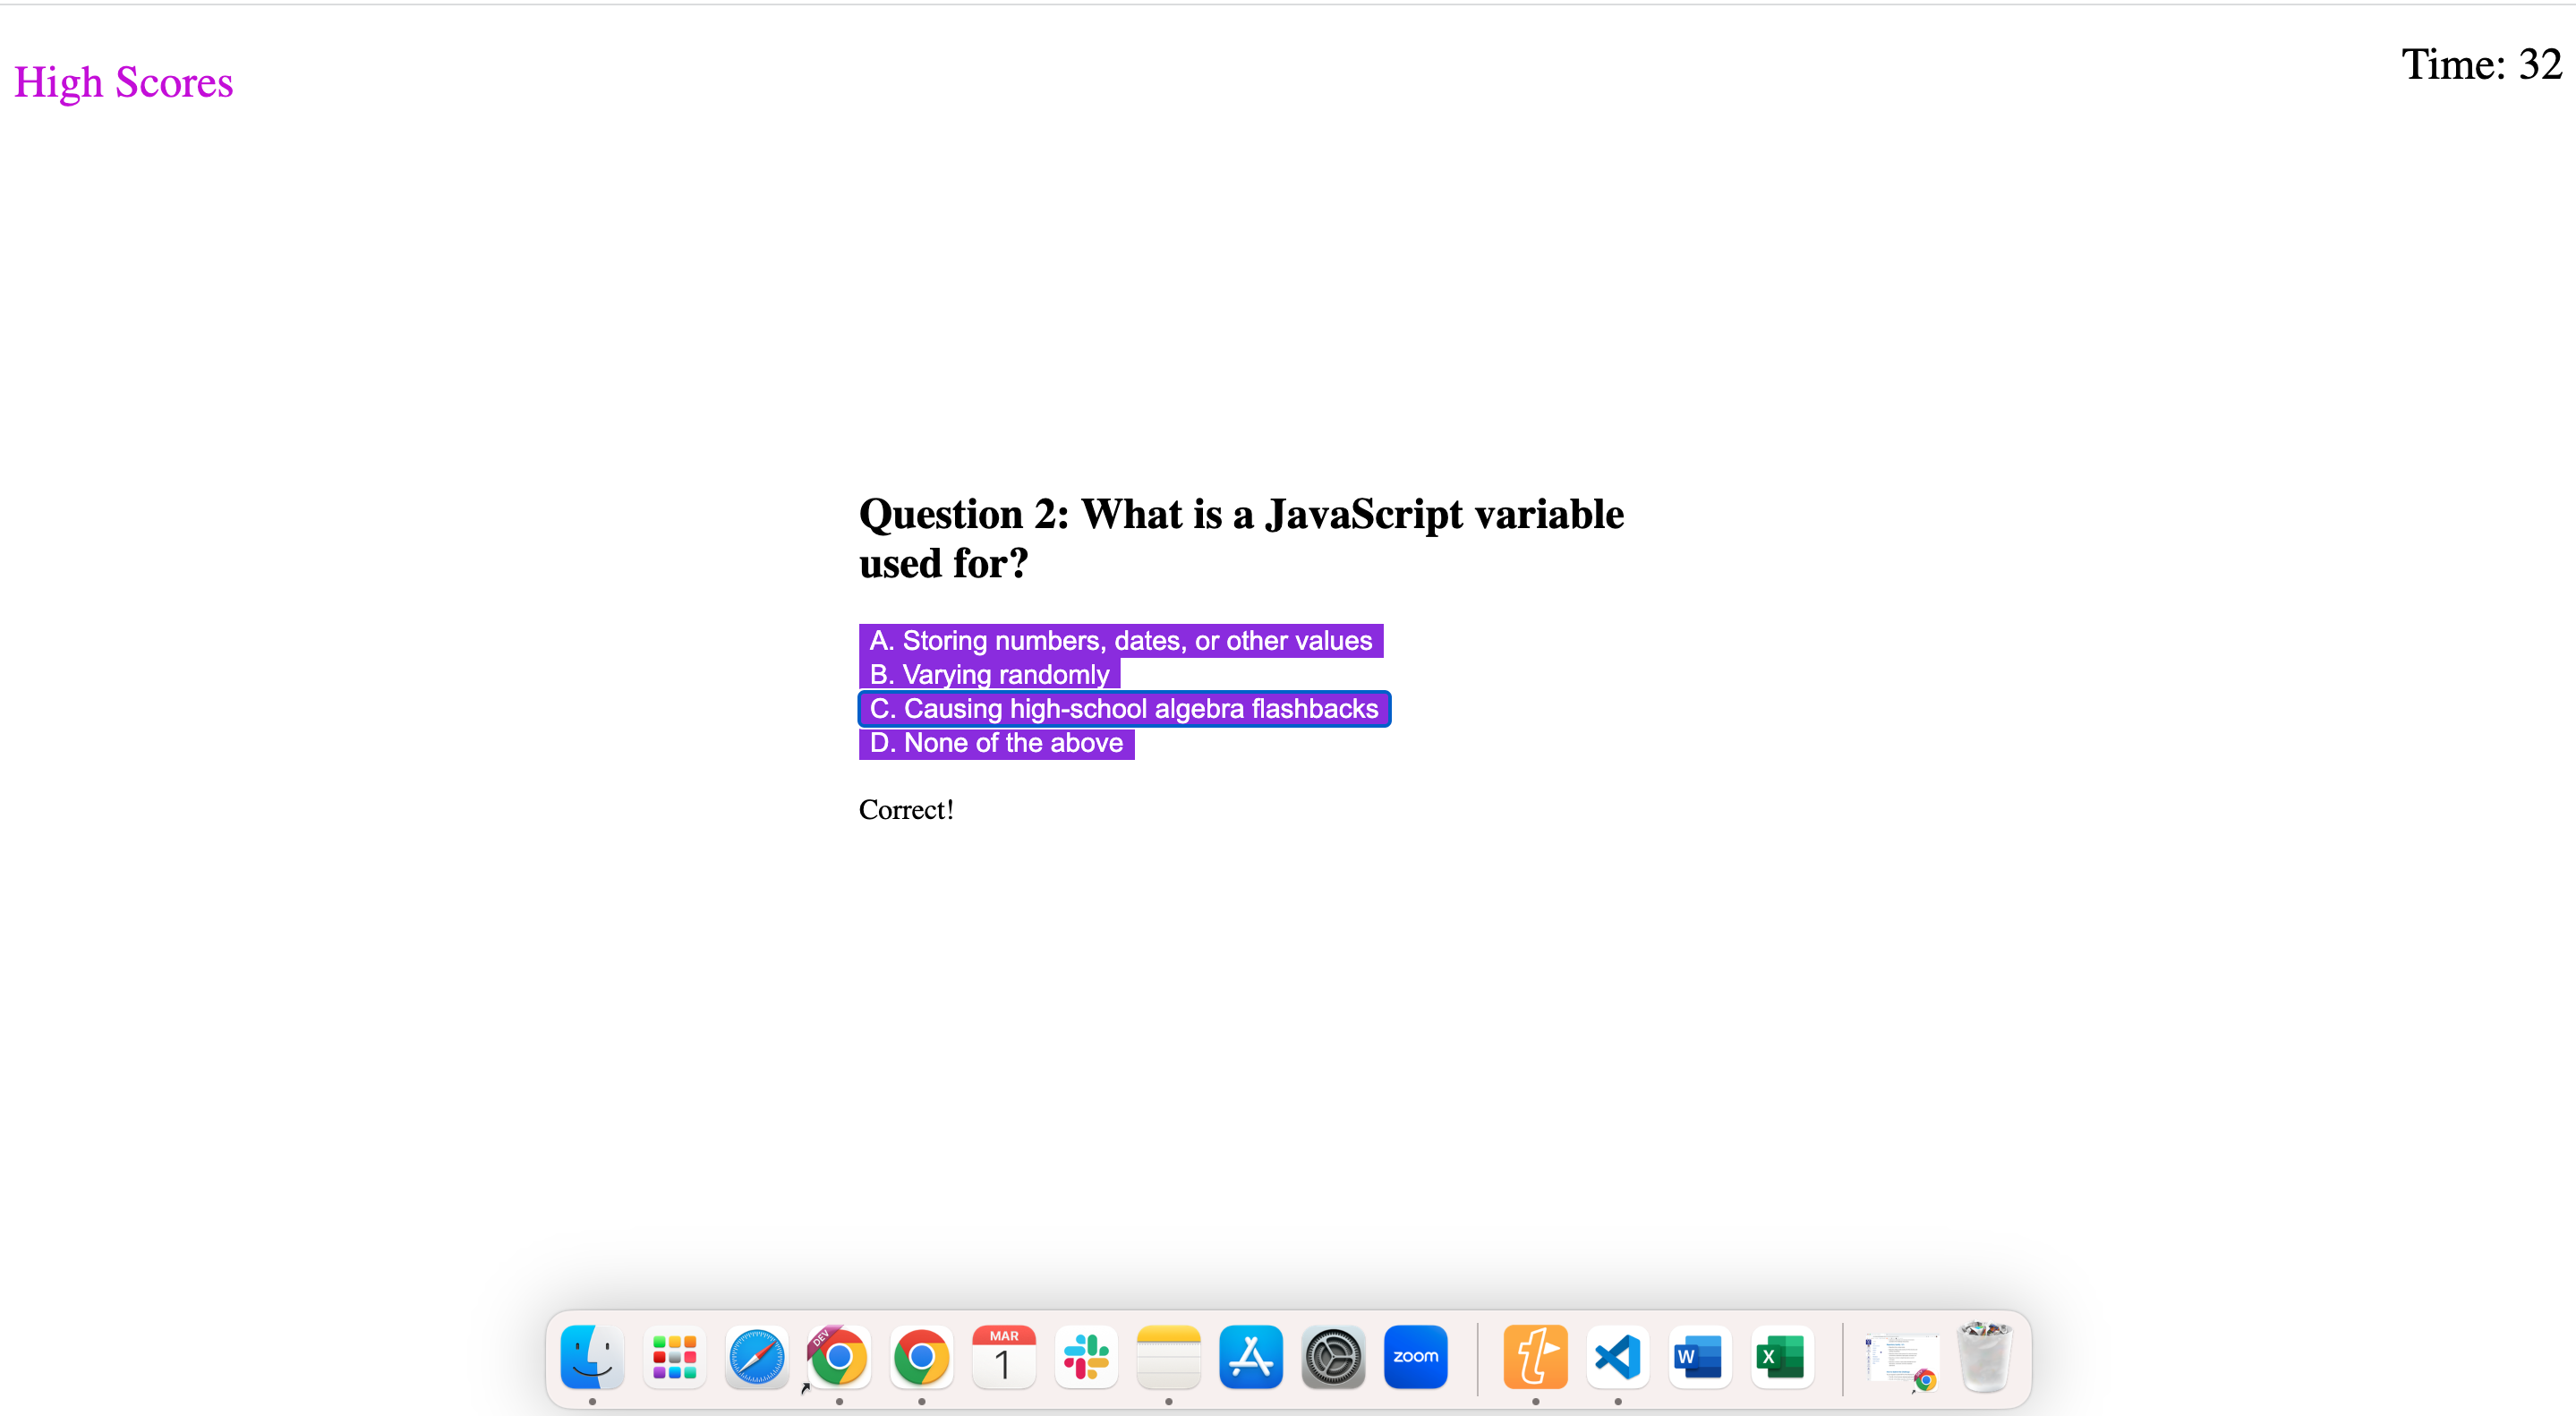 High Scores
Time: 32
Question 2: What is a JavaScript variable
used for?
A. Storing numbers, dates, or other values
B. Varying randomly
C. Causing high-school algebra flashbacks
D. None of the above
Correct!
DEV
MAR
1
zoom
t
W
X